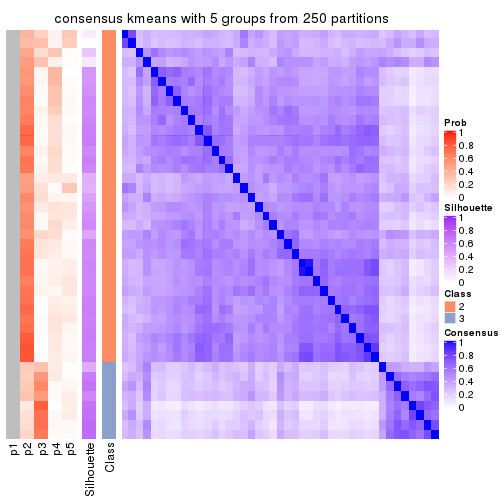 consensus kmeans with 5 groups from 250 partitions
Prob
1
0.8
0.6
0.4
0.2
0
Silhouette
1
0.8
0.6
0.4
0.2
0
Class
2
3
Consensus
1
0.8
0.6
0.4
0.2
0
p1
p2
p3
p4
p5
Silhouette
Class